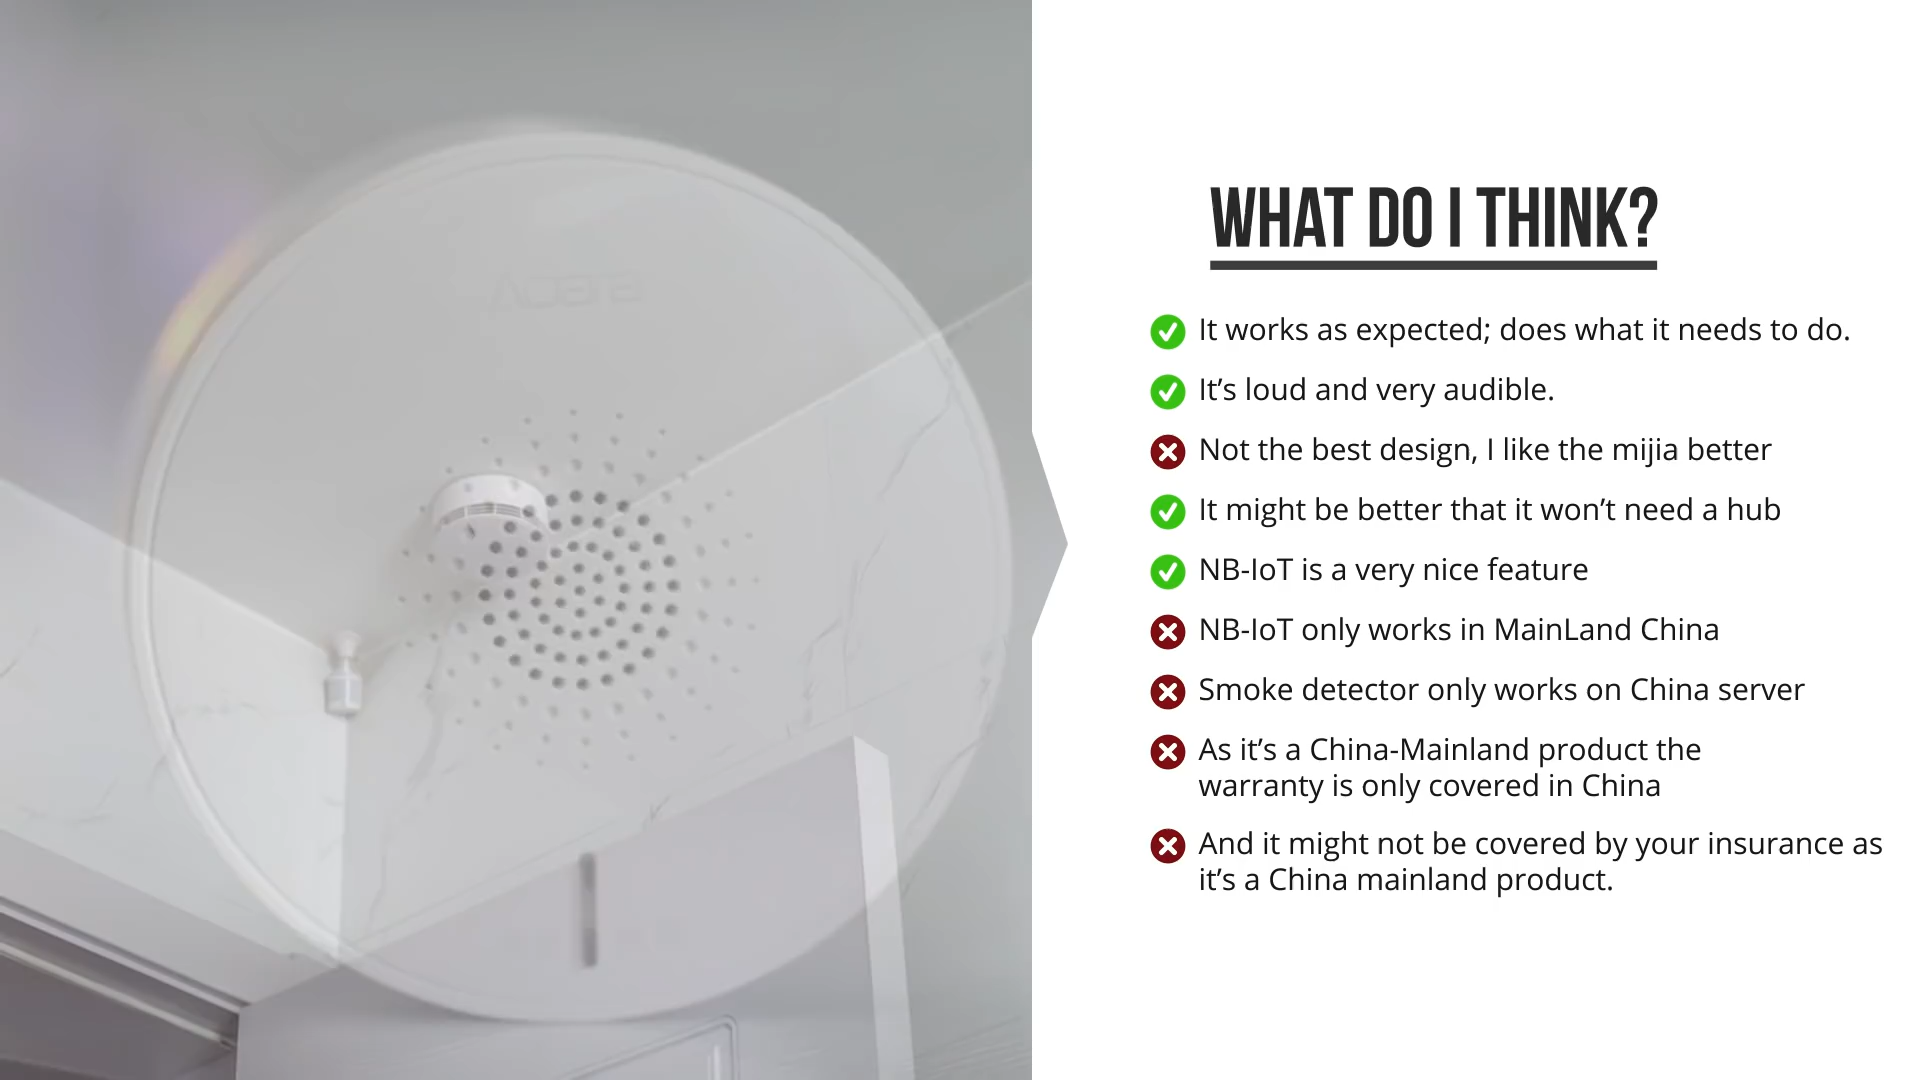 WHAT DO I THINK?
It works as expected; does what it needs to do.
It’s loud and very audible.
Not the best design, I like the mijia better
It might be better that it won’t need a hub
NB-IoT is a very nice feature
NB-IoT only works in MainLand China
Smoke detector only works on China server
As it’s a China-Mainland product the
warranty is only covered in China
And it might not be covered by your insurance as
it’s a China mainland product.